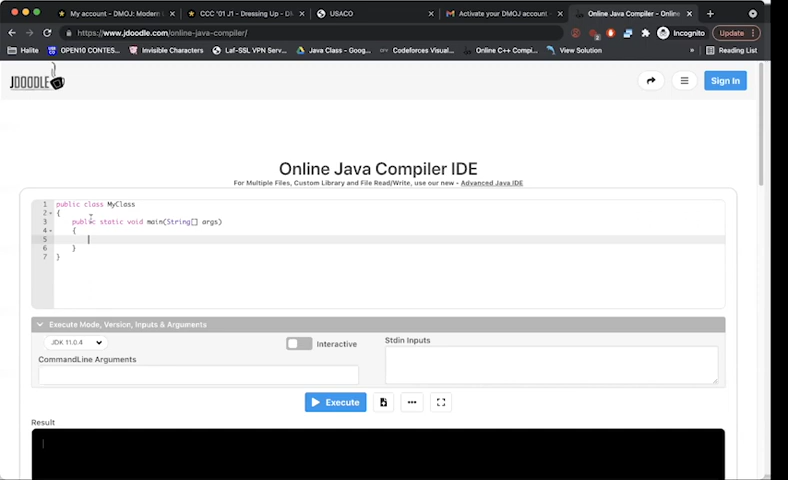 My account - DMOJ: Modern
CCC '01 J1 - Dressing Up - D
USACO
Activate your DMOJ account -
Online Java Compiler - Online
https://www.jdoodle.com/online-java-compiler/
Incognito
Update
Halite
OPEN10 CONTES...
Invisible Characters
Laf-SSL VPN Serv...
Java Class - Goog...
Codeforces Visual...
Online C++ Compi...
View Solution
»
Reading List
JDOODLE
Sign In
Online Java Compiler IDE
For Multiple Files, Custom Library and File Read/Write, use our new - Advanced Java IDE
1 public class MyClass
2 {
3 public static void main(String[] args)
4 {
5
6 }
7 }
Execute Mode, Version, Inputs & Arguments
JDK 11.0.4
Interactive
Stdin Inputs
CommandLine Arguments
Execute
Result